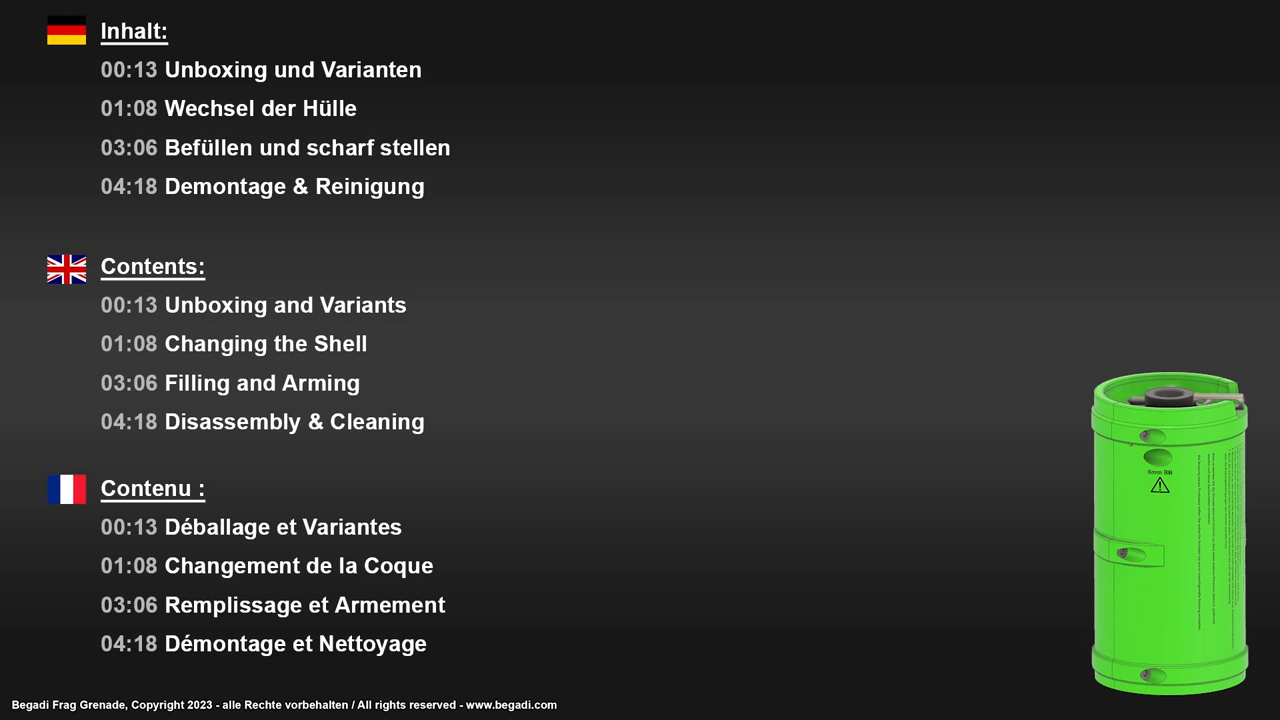 Inhalt:
00:13 Unboxing und Varianten
01:08 Wechsel der Hülle
03:06 Befüllen und scharf stellen
04:18 Demontage & Reinigung
Contents:
00:13 Unboxing and Variants
01:08 Changing the Shell
03:06 Filling and Arming
04:18 Disassembly & Cleaning
Contenu :
00:13 Déballage et Variantes
01:08 Changement de la Coque
03:06 Remplissage et Armement
04:18 Démontage et Nettoyage
6mm BB
Begadi Frag Grenade, Copyright 2023 - alle Rechte vorbehalten / All rights reserved - www.begadi.com